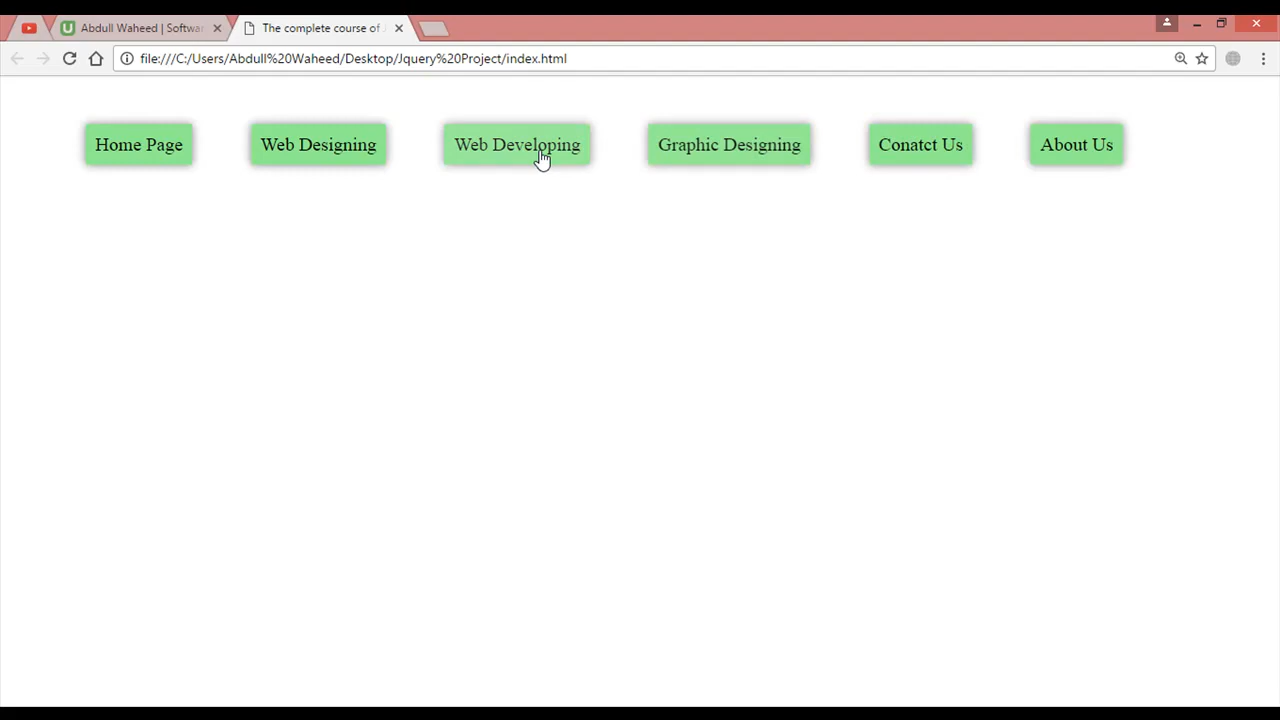 Abdull Waheed | Softwar
The complete course of
file:///C:/Users/Abdull%20Waheed/Desktop/Jquery%20Project/index.html
Home Page Web Designing Web Developing Graphic Designing Conatct Us About Us